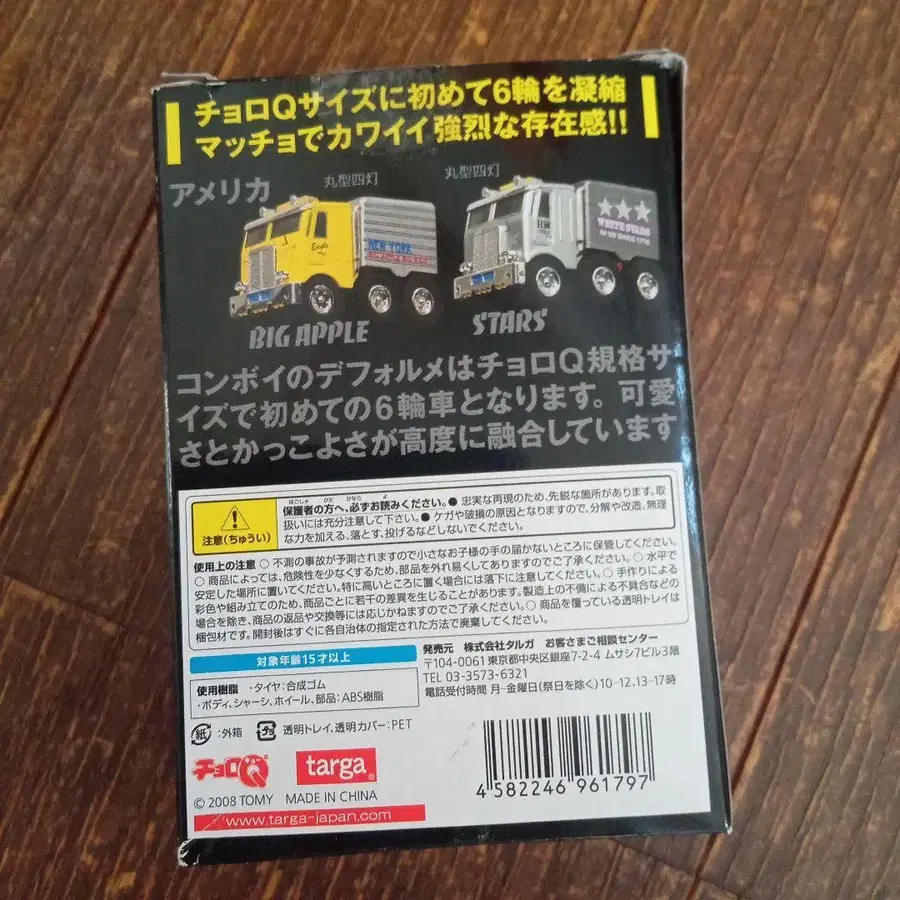 チョロQサイズに初めて6輪を凝縮
マッチョでカワイイ強烈な存在感!!
アメリカ
丸型四灯
丸型四灯
Eagle
NEW YORK
WHITE STARS
BIG APPLE
STARS
コンボイのデフォルメはチョロQ規格サ
イズで初めての6輪車となります。可愛
さとかっこよさが高度に融合しています
ほごしゃ かた かなら よ
保護者の方へ、必ずお読みください。● 忠実な再現のため、先鋭な箇所があります。取
扱いには充分注意して下さい。● ケガや破損の原因となりますので、分解や改造、無理
な力を加える、落とす、投げるなどしないでください。
注意(ちゅうい)
使用上の注意 ○ 不測の事故が予測されますので小さなお子様の手の届かないところに保管してください。
○ 商品によっては、危険性を少なくするため、部品を外れ易くしてありますのでご了承ください。○ 水平で
安定した場所に置いてください。特に高いところに置く場合には落下に注意してください。○ 手作りによる
彩色や組み立てのため、商品ごとに若干の差異を生じることがあります。製造上の不備による不具合などの
場合を除き、商品の返品や交換等には応じかねますのでご了承ください。○ 商品を覆っている透明トレイは
梱包材です。開封後はすぐに各自治体の指定された方法で廃棄してください。
対象年齢15才以上
使用樹脂 ・タイヤ:合成ゴム
・ボディ、シャーシ、ホイール、部品:ABS樹脂
発売元 株式会社タルガ お客さまご相談センター
〒104-0061 東京都中央区銀座7-2-4 ムサシ7ビル3階
TEL 03-3573-6321
電話受付時間 月-金曜日(祭日を除く)10-12、13-17時
紙:外箱 プラ 透明トレイ、透明カバー:PET
チョロQ キュー ®
targa®
© 2008 TOMY MADE IN CHINA
www.targa-japan.com
4 582246 961797